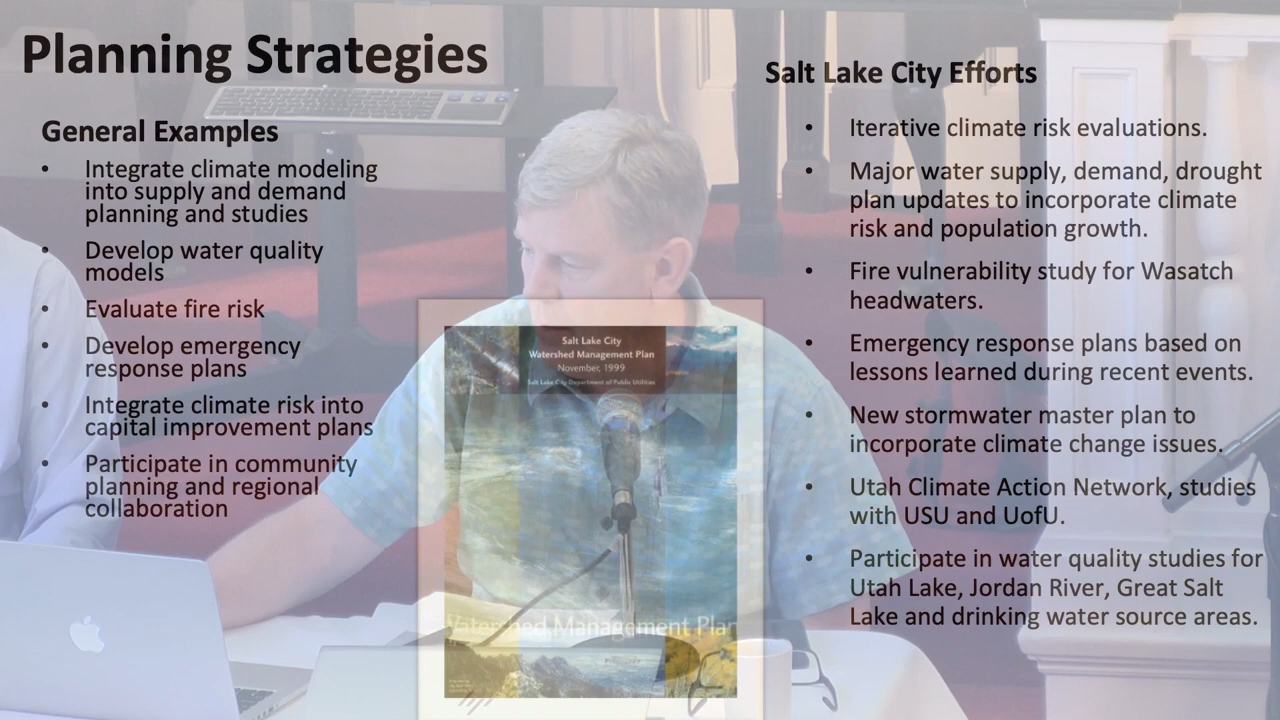 Planning Strategies
General Examples
• Integrate climate modeling
into supply and demand
planning and studies
• Develop water quality
models
• Evaluate fire risk
• Develop emergency
response plans
• Integrate climate risk into
capital improvement plans
• Participate in community
planning and regional
collaboration
Salt Lake City
Watershed Management Plan
November, 1999
Salt Lake City Department of Public Utilities
Watershed Management Plan
Salt Lake City Efforts
• Iterative climate risk evaluations.
• Major water supply, demand, drought
plan updates to incorporate climate
risk and population growth.
• Fire vulnerability study for Wasatch
headwaters.
• Emergency response plans based on
lessons learned during recent events.
• New stormwater master plan to
incorporate climate change issues.
• Utah Climate Action Network, studies
with USU and UofU.
• Participate in water quality studies for
Utah Lake, Jordan River, Great Salt
Lake and drinking water source areas.